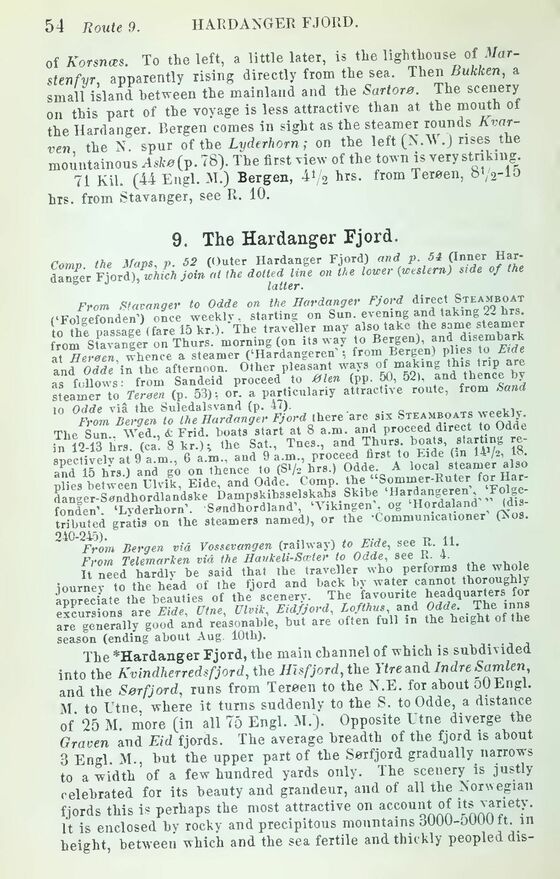 54 Route 9. HARDANGER FJORD.
of Korsnæs. To the left, a little later, is the lighthouse of Mar-
stenfyr, apparently rising directly from the sea. Then Bukken, a
small island between the mainland and the Sartorø. The scenery
on this part of the voyage is less attractive than at the mouth of
the Hardanger. Bergen comes in sight as the steamer rounds Kvar-
ven, the N. spur of the Lyderhorn; on the left (N.W.) rises the
mountainous Askø (p. 78). The first view of the town is very striking.
71 Kil. (44 Engl. M.) Bergen, 4¹/₂ hrs. from Terøen, 8¹/₂-15
hrs. from Stavanger, see R. 10.
9. The Hardanger Fjord.
Comp. the Maps, p. 52 (Outer Hardanger Fjord) and p. 54 (Inner Har-
danger Fjord), which join at the dotted line on the lower (western) side of the
latter.
From Stavanger to Odde on the Hardanger Fjord direct STEAMBOAT
('Folgefonden') once weekly, starting on Sun. evening and taking 22 hrs.
to the passage (fare 15 kr.). The traveller may also take the same steamer
from Stavanger on Thurs. morning (on its way to Bergen), and disembark
at Herøen, whence a steamer ('Hardangeren'; from Bergen) plies to Eide
and Odde in the afternoon. Other pleasant ways of making this trip are
as follows: from Sandeid proceed to Ølen (pp. 50, 52), and thence by
steamer to Terøen (p. 53); or, a particularly attractive route, from Sand
to Odde viâ the Suledalsvand (p. 47).
From Bergen to the Hardanger Fjord there are six STEAMBOATS weekly.
The Sun., Wed., & Frid. boats start at 8 a.m. and proceed direct to Odde
in 12-13 hrs. (ca. 8 kr.); the Sat., Tues., and Thurs. boats, starting re-
spectively at 9 a.m., 6 a.m., and 9 a.m., proceed first to Eide (in 14¹/₂, 18,
and 15 hrs.) and go on thence to (8¹/₂ hrs.) Odde. A local steamer also
plies between Ulvik, Eide, and Odde. Comp. the "Sommer-Ruter for Har-
danger-Søndhordlandske Dampskibsselskabs Skibe 'Hardangeren', 'Folge-
fonden', 'Lyderhorn', 'Søndhordland', 'Vikingen', og 'Hordaland'" (dis-
tributed gratis on the steamers named), or the 'Communicationer' (Nos.
240-245).
From Bergen viâ Vossevangen (railway) to Eide, see R. 11.
From Telemarken viâ the Haukeli-Sæter to Odde, see R. 4.
It need hardly be said that the traveller who performs the whole
journey to the head of the fjord and back by water cannot thoroughly
appreciate the beauties of the scenery. The favourite headquarters for
excursions are Eide, Utne, Ulvik, Eidfjord, Lofthus, and Odde. The inns
are generally good and reasonable, but are often full in the height of the
season (ending about Aug. 10th).
The *Hardanger Fjord, the main channel of which is subdivided
into the Kvindherredsfjord, the Hisfjord, the Ytre and Indre Samlen,
and the Sørfjord, runs from Terøen to the N.E. for about 50 Engl.
M. to Utne, where it turns suddenly to the S. to Odde, a distance
of 25 M. more (in all 75 Engl. M.). Opposite Utne diverge the
Graven and Eid fjords. The average breadth of the fjord is about
3 Engl. M., but the upper part of the Sørfjord gradually narrows
to a width of a few hundred yards only. The scenery is justly
celebrated for its beauty and grandeur, and of all the Norwegian
fjords this is perhaps the most attractive on account of its variety.
It is enclosed by rocky and precipitous mountains 3000-5000 ft. in
height, between which and the sea fertile and thickly peopled dis-